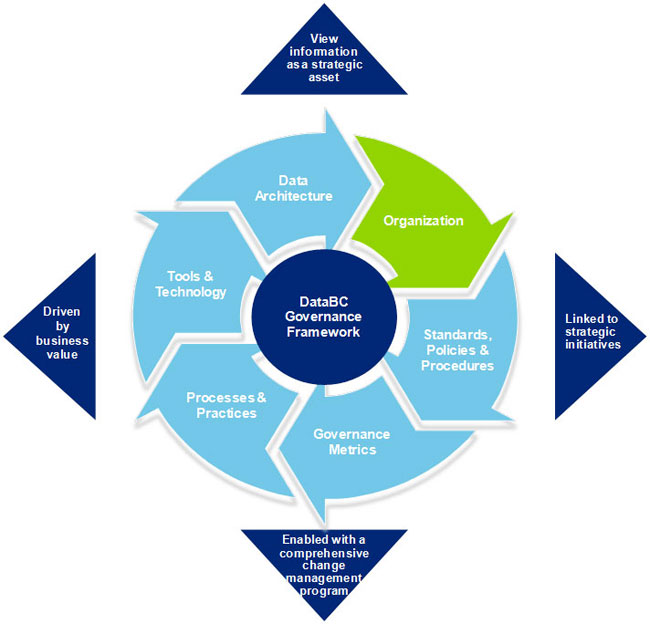 View
information
as a strategic
asset
Data
Architecture
Organization
Tools &
Technology
DataBC
Governance
Framework
Driven
by
business
value
Linked to
strategic
initiatives
Standards,
Policies &
Procedures
Processes &
Practices
Governance
Metrics
Enabled with a
comprehensive
change
management
program